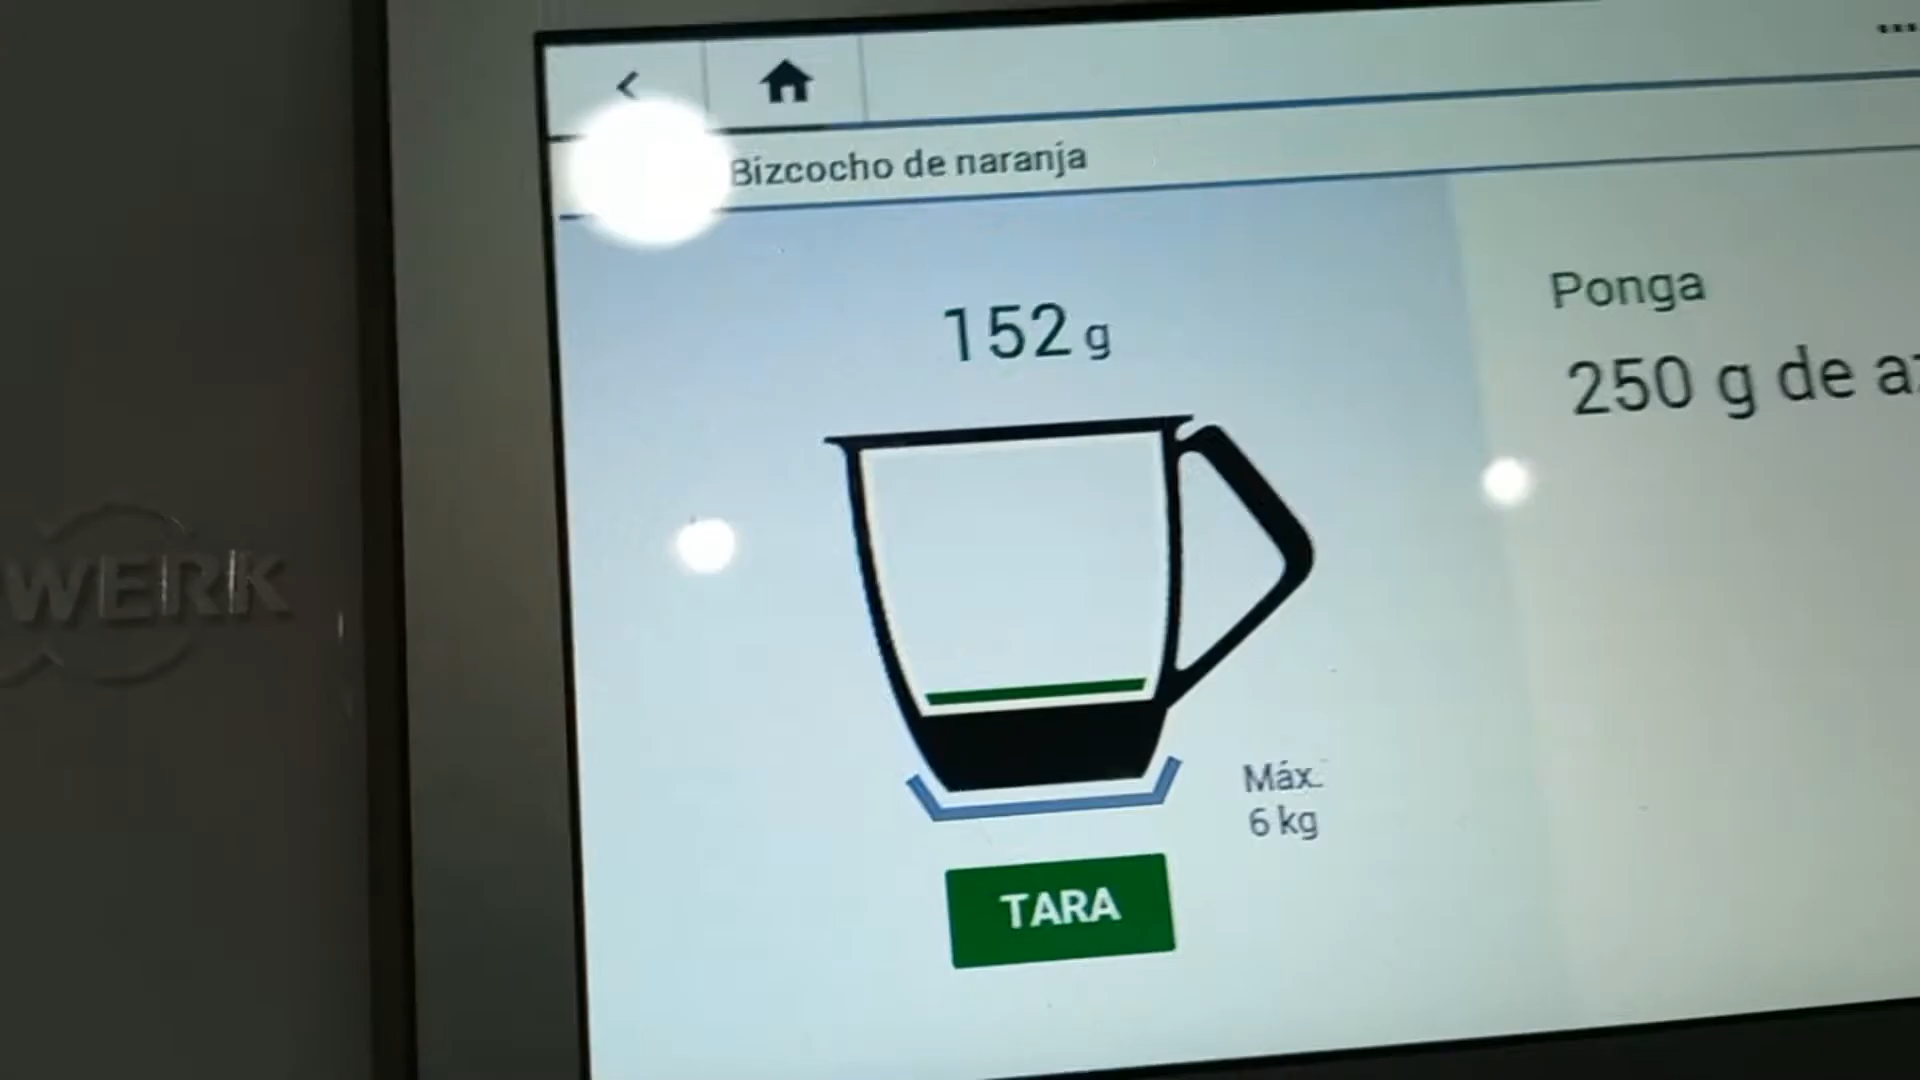 Bizcocho de naranja
152 g
Ponga
250 g de
WERK
Máx.
6 kg
TARA